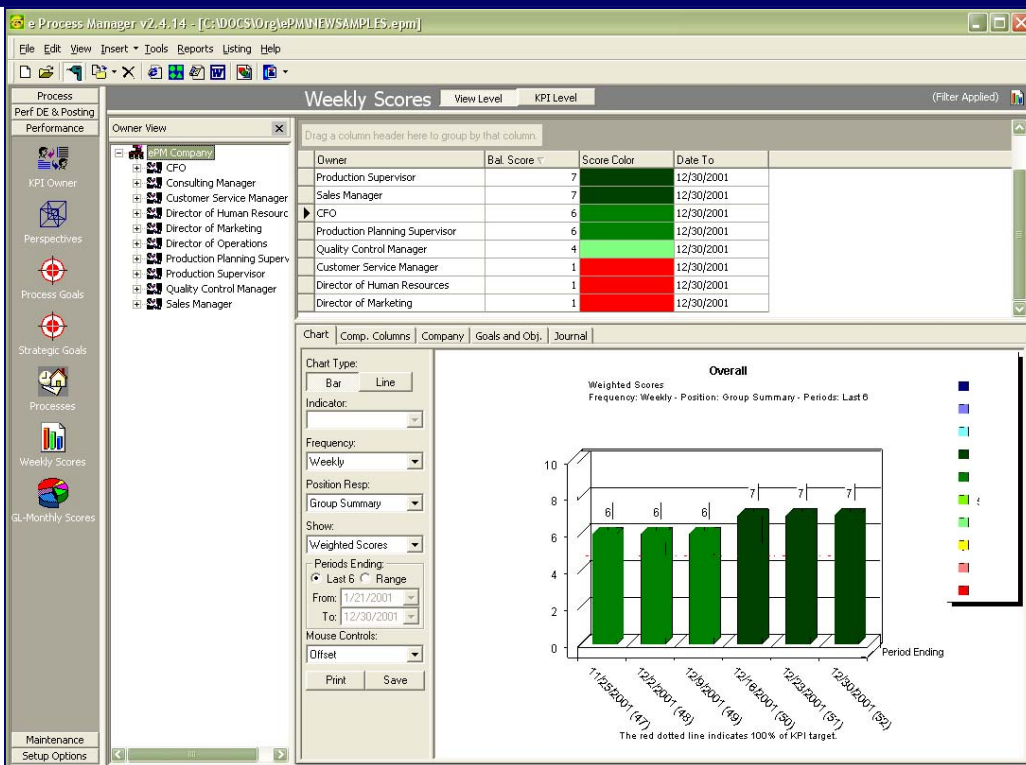 e Process Manager v2.4.14 - [C:\DOCS\Org\ePM\NEWSAMPLES.epm]
File Edit View Insert Tools Reports Listing Help
Process
Perf DE & Posting
Performance
KPI Owner
Perspectives
Process Goals
Strategic Goals
Processes
Weekly Scores
GL-Monthly Scores
Maintenance
Setup Options
Owner View
ePM Company
CFO
Consulting Manager
Customer Service Manager
Director of Human Resourc
Director of Marketing
Director of Operations
Production Planning Superv
Production Supervisor
Quality Control Manager
Sales Manager
Weekly Scores View Level KPI Level (Filter Applied)
Drag a column header here to group by that column.
Owner Bal. Score Score Color Date To
Production Supervisor 7 12/30/2001
Sales Manager 7 12/30/2001
CFO 6 12/30/2001
Production Planning Supervisor 6 12/30/2001
Quality Control Manager 4 12/30/2001
Customer Service Manager 1 12/30/2001
Director of Human Resources 1 12/30/2001
Director of Marketing 1 12/30/2001
Chart Comp. Columns Company Goals and Obj. Journal
Chart Type:
Bar Line
Indicator:
Frequency:
Weekly
Position Resp:
Group Summary
Show:
Weighted Scores
Periods Ending:
Last 6 Range
From: 1/21/2001
To: 12/30/2001
Mouse Controls:
Offset
Print Save
Overall
Weighted Scores
Frequency: Weekly - Position: Group Summary - Periods: Last 6
10
8
6
4
2
0
6 6 6 7 7 7
Period Ending
11/25/2001 (47)
12/2/2001 (48)
12/9/2001 (49)
12/16/2001 (50)
12/23/2001 (51)
12/30/2001 (52)
The red dotted line indicates 100% of KPI target.